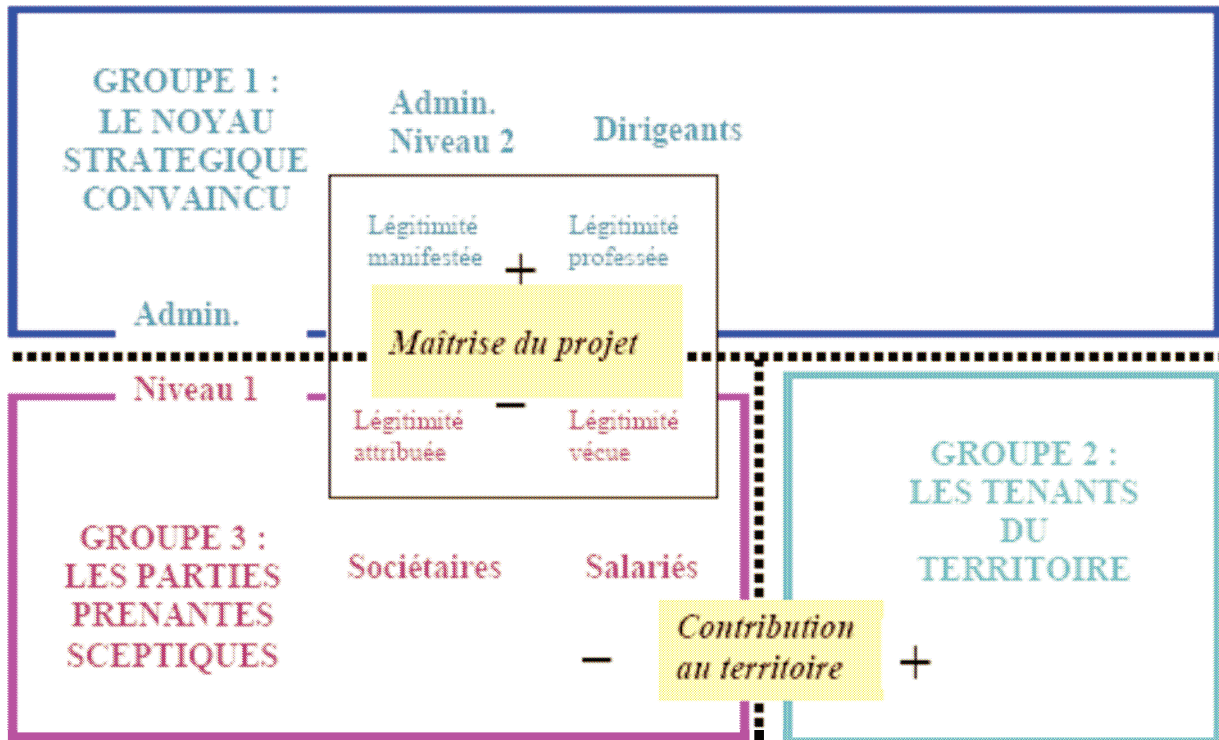 GROUPE 1 :
LE NOYAU
STRATEGIQUE
CONVAINCU
Admin.
Niveau 2
Dirigeants
Légitimité
manifestée
Légitimité
professée
+
Maîtrise du projet
−
Admin.
Niveau 1
Légitimité
attribuée
Légitimité
vécue
GROUPE 3 :
LES PARTIES
PRENANTES
SCEPTIQUES
Sociétaires
Salariés
GROUPE 2 :
LES TENANTS
DU
TERRITOIRE
−
Contribution
au territoire
+